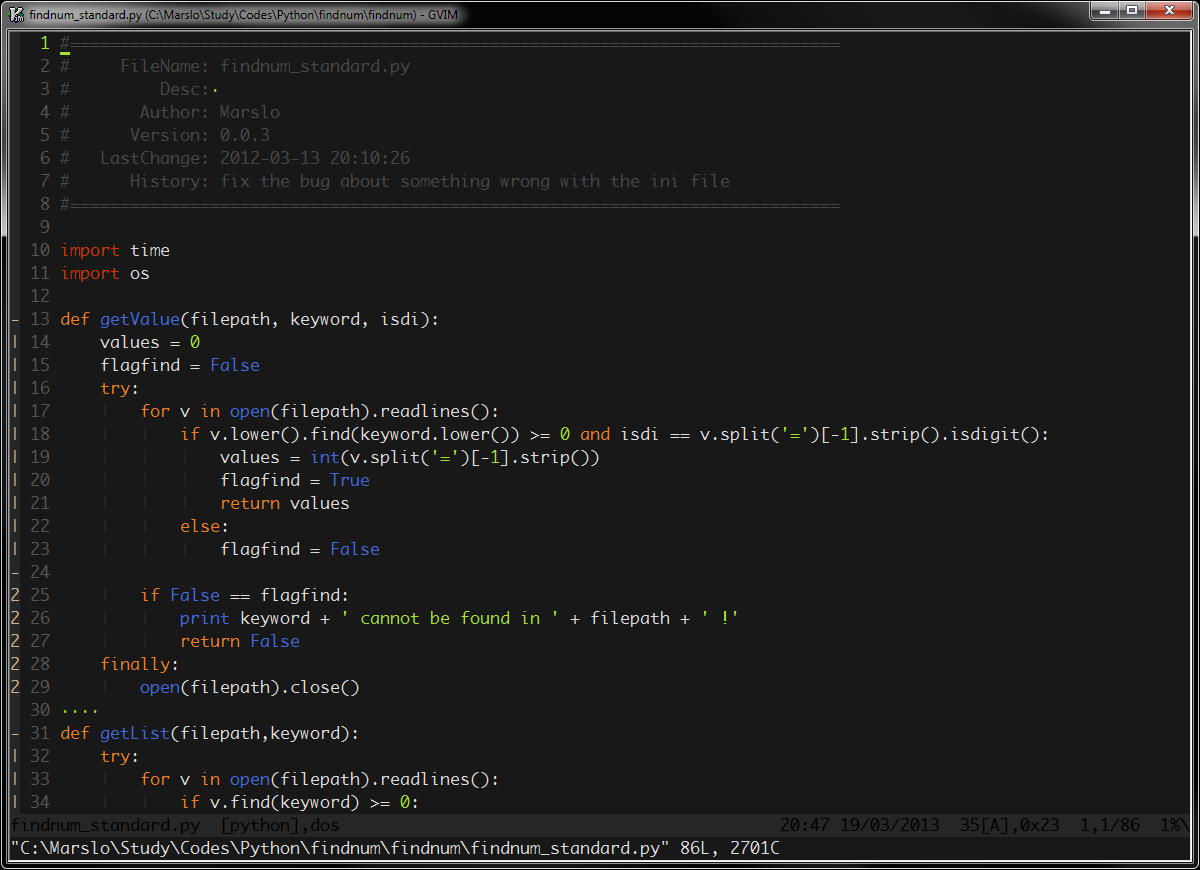 findnum_standard.py (C:\Marslo\Study\Codes\Python\findnum\findnum) - GVIM
1 #=============================================================================
2 #     FileName: findnum_standard.py
3 #         Desc:·
4 #       Author: Marslo
5 #      Version: 0.0.3
6 #   LastChange: 2012-03-13 20:10:26
7 #      History: fix the bug about something wrong with the ini file
8 #=============================================================================
9
10 import time
11 import os
12
- 13 def getValue(filepath, keyword, isdi):
| 14     values = 0
| 15     flagfind = False
| 16     try:
| 17     |   for v in open(filepath).readlines():
| 18     |   |   if v.lower().find(keyword.lower()) >= 0 and isdi == v.split('=')[-1].strip().isdigit():
| 19     |   |   |   values = int(v.split('=')[-1].strip())
| 20     |   |   |   flagfind = True
| 21     |   |   |   return values
| 22     |   |   else:
| 23     |   |   |   flagfind = False
- 24
2 25     |   if False == flagfind:
2 26     |   |   print keyword + ' cannot be found in ' + filepath + ' !'
2 27     |   |   return False
2 28     finally:
2 29     |   open(filepath).close()
30 ····
- 31 def getList(filepath,keyword):
| 32     try:
| 33     |   for v in open(filepath).readlines():
| 34     |   |   if v.find(keyword) >= 0:
findnum_standard.py  [python],dos 20:47 19/03/2013  35[A],0x23  1,1/86  1%\
"C:\Marslo\Study\Codes\Python\findnum\findnum\findnum_standard.py" 86L, 2701C